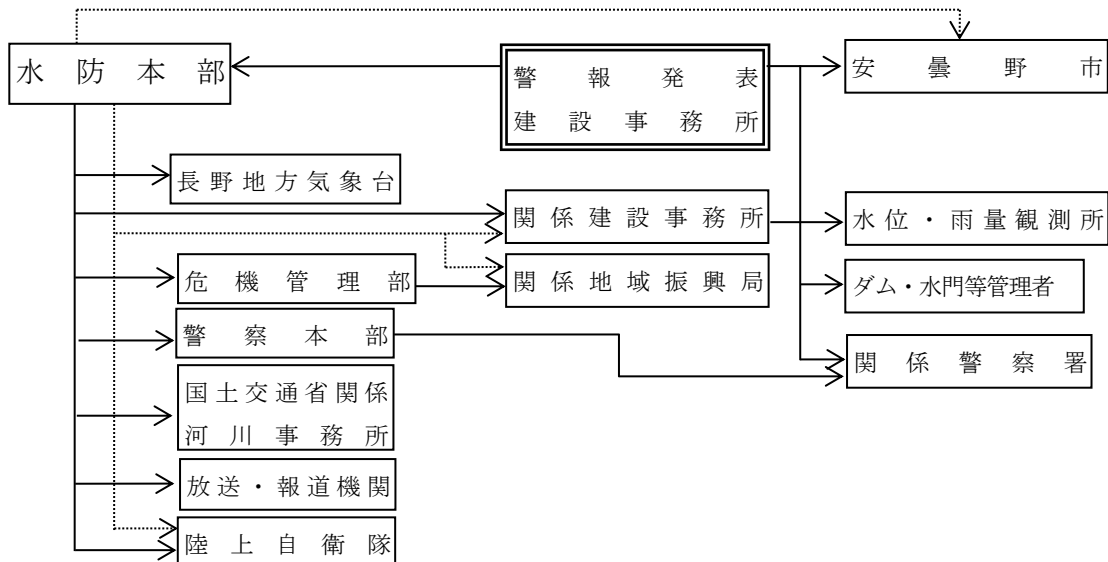 水防本部
警報発表
建設事務所
安曇野市
長野地方気象台
関係建設事務所
水位・雨量観測所
危機管理部
関係地域振興局
ダム・水門等管理者
警察本部
関係警察署
国土交通省関係
河川事務所
放送・報道機関
陸上自衛隊